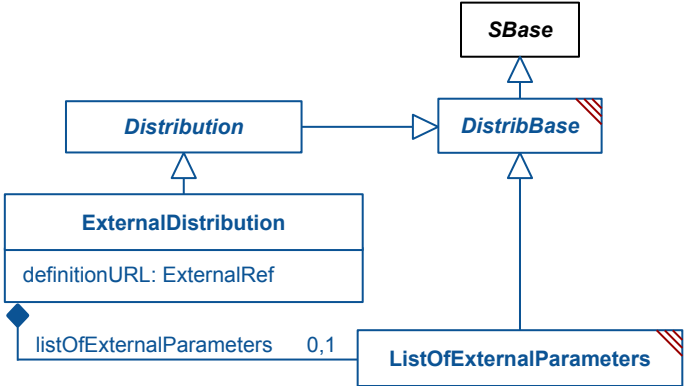 SBase
Distribution
DistribBase
ExternalDistribution
definitionURL: ExternalRef
listOfExternalParameters 0,1
ListOfExternalParameters